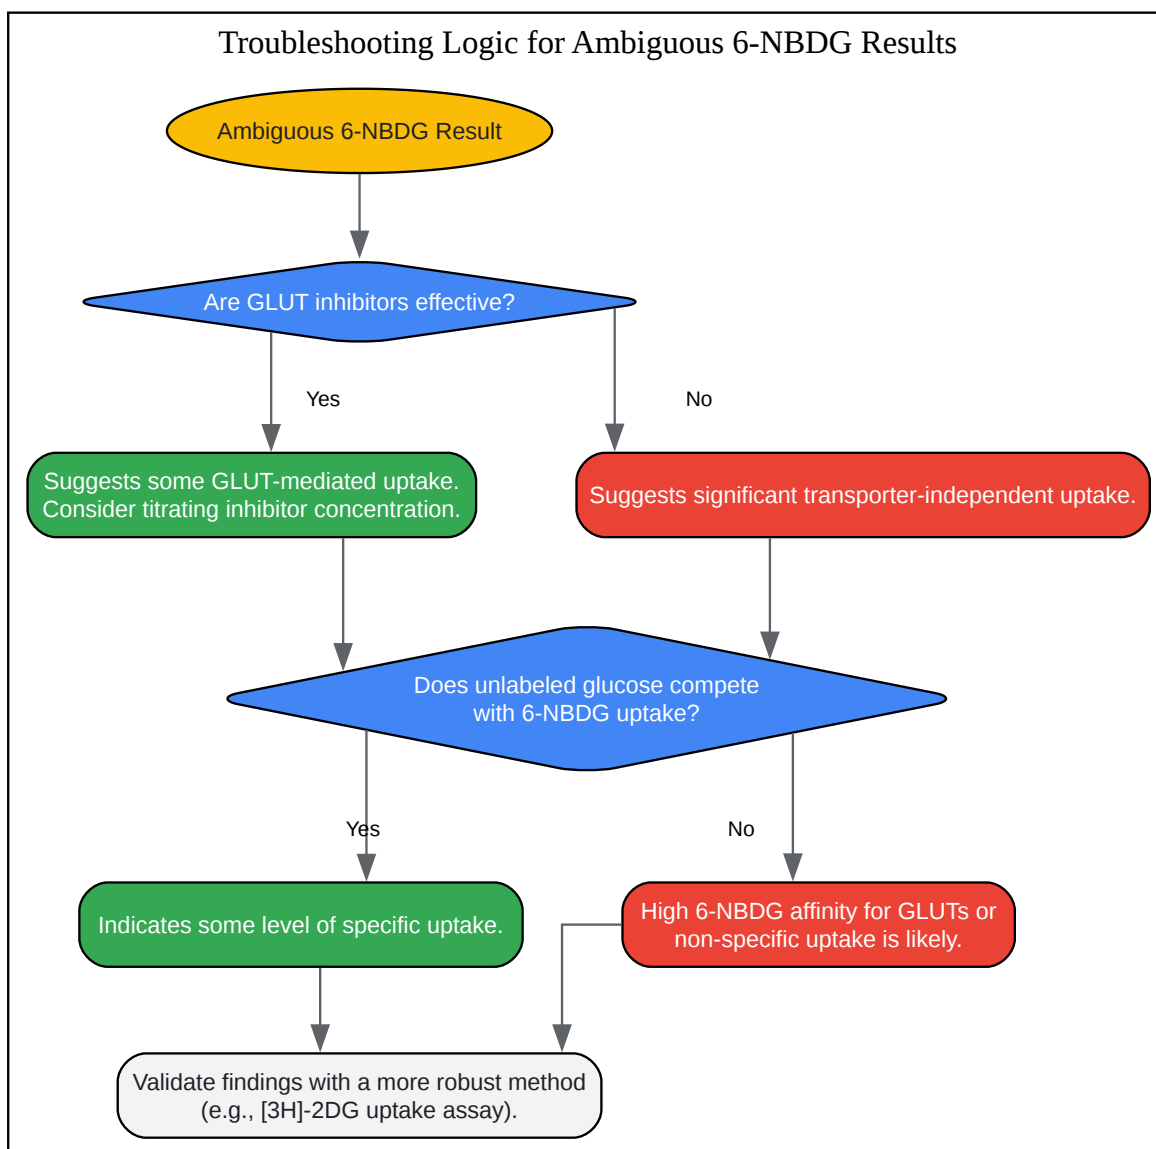 Troubleshooting Logic for Ambiguous 6-NBDG Results
Ambiguous 6-NBDG Result
Are GLUT inhibitors effective?
Yes
No
Suggests some GLUT-mediated uptake.
Consider titrating inhibitor concentration.
Suggests significant transporter-independent uptake.
Does unlabeled glucose compete
with 6-NBDG uptake?
Yes
No
Indicates some level of specific uptake.
High 6-NBDG affinity for GLUTs or
non-specific uptake is likely.
Validate findings with a more robust method
(e.g., [3H]-2DG uptake assay).